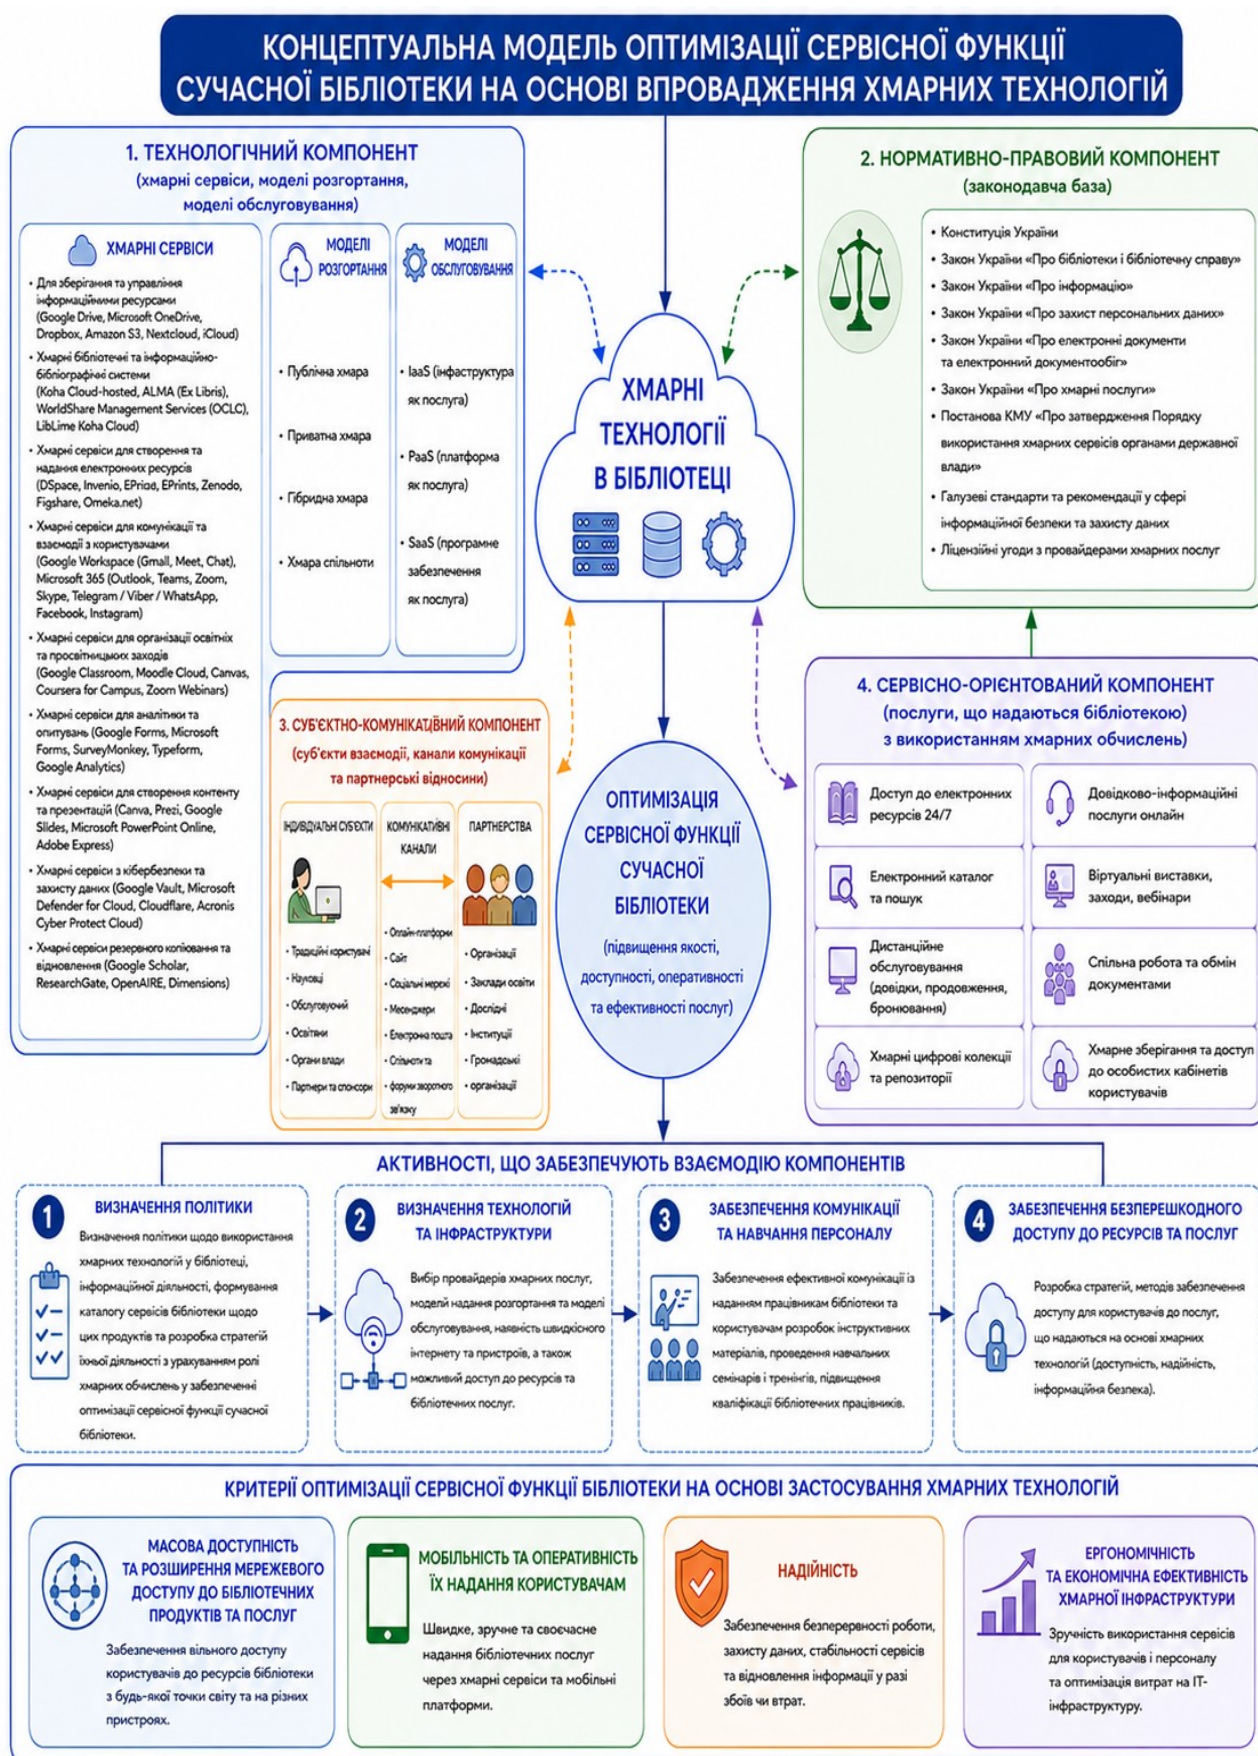 КОНЦЕПТУАЛЬНА МОДЕЛЬ ОПТИМІЗАЦІЇ СЕРВІСНОЇ ФУНКЦІЇ
СУЧАСНОЇ БІБЛІОТЕКИ НА ОСНОВІ ВПРОВАДЖЕННЯ ХМАРНИХ ТЕХНОЛОГІЙ
1. ТЕХНОЛОГІЧНИЙ КОМПОНЕНТ
(хмарні сервіси, моделі розгортання,
моделі обслуговування)
ХМАРНІ СЕРВІСИ
• Для зберігання та управління
інформаційними ресурсами
(Google Drive, Microsoft OneDrive,
Dropbox, Amazon S3, Nextcloud, iCloud)
• Хмарні бібліотечні та інформаційно-
бібліографічні системи
(Koha Cloud-hosted, ALMA (Ex Libris),
WorldShare Management Services (OCLC),
LibLime Koha Cloud)
• Хмарні сервіси для створення та
надання електронних ресурсів
(DSpace, Invenio, EPrind, EPrints, Zenodo,
Figshare, Omeka.net)
• Хмарні сервіси для комунікації та
взаємодії з користувачами
(Google Workspace (Gmall, Meet, Chat),
Microsoft 365 (Outlook, Teams, Zoom,
Skype, Telegram / Viber / WhatsApp,
Facebook, Instagram)
• Хмарні сервіси для організації освітніх
та просвітницьких заходів
(Google Classroom, Moodle Cloud, Canvas,
Coursera for Campus, Zoom Webinars)
• Хмарні сервіси для аналітики та
опитувань (Google Forms, Microsoft
Forms, SurveyMonkey, Typeform,
Google Analytics)
• Хмарні сервіси для створення контенту
та презентацій (Canva, Prezi, Google
Slides, Microsoft PowerPoint Online,
Adobe Express)
• Хмарні сервіси з кібербезпеки та
захисту даних (Google Vault, Microsoft
Defender for Cloud, Cloudflare, Acronis
Cyber Protect Cloud)
• Хмарні сервіси резервного копіювання та
відновлення (Google Scholar,
ResearchGate, OpenAIRE, Dimensions)
МОДЕЛІ
РОЗГОРТАННЯ
• Публічна хмара
• Приватна хмара
• Гібридна хмара
• Хмара спільноти
МОДЕЛІ
ОБСЛУГОВУВАННЯ
• IaaS (інфаструктура
як послуга)
• PaaS (платформа
як послуга)
• SaaS (програмне
забезпечення
як послуга)
ХМАРНІ
ТЕХНОЛОГІЇ
В БІБЛІОТЕЦІ
2. НОРМАТИВНО-ПРАВОВИЙ КОМПОНЕНТ
(законодавча база)
• Конституція України
• Закон України «Про бібліотеки і бібліотечну справу»
• Закон України «Про інформацію»
• Закон України «Про захист персональних даних»
• Закон України «Про електронні документи
та електронний документообіг»
• Закон України «Про хмарні послуги»
• Постанова КМУ «Про затвердження Порядку
використання хмарних сервісів органами державної
влади»
• Галузеві стандарти та рекомендації у сфері
інформаційної безпеки та захисту даних
• Ліцензійні угоди з провайдерами хмарних послуг
3. СУБ'ЄКТНО-КОМУНІКАТИВНИЙ КОМПОНЕНТ
(суб'єкти взаємодії, канали комунікації
та партнерські відносини)
ІНДИВІДУАЛЬНІ СУБ'ЄКТИ
• Традиційні користувачі
• Науковці
• Обслуговуючий
• Освітяни
• Органи влади
• Партнери та спонсори
КОМУНІКАТИВНІ
КАНАЛИ
• Онлайн-платформи
• Сайт
• Соціальні мережі
• Месенджери
• Електронна пошта
• Спільноти та
• форуми зворотного
зв'язку
ПАРТНЕРСТВА
• Організації
• Заклади освіти
• Дослідні
• Інституції
• Громадські
• організації
ОПТИМІЗАЦІЯ
СЕРВІСНОЇ ФУНКЦІЇ
СУЧАСНОЇ
БІБЛІОТЕКИ
(підвищення якості,
доступності, оперативності
та ефективності послуг)
4. СЕРВІСНО-ОРІЄНТОВАНИЙ КОМПОНЕНТ
(послуги, що надаються бібліотекою)
з використанням хмарних обчислень)
Доступ до електронних
ресурсів 24/7
Довідково-інформаційні
послуги онлайн
Електронний каталог
та пошук
Віртуальні виставки,
заходи, вебінари
Дистанційне
обслуговування
(довідки, продовження,
бронювання)
Спільна робота та обмін
документами
Хмарні цифрові колекції
та репозиторії
Хмарне зберігання та доступ
до особистих кабінетів
користувачів
АКТИВНОСТІ, ЩО ЗАБЕЗПЕЧУЮТЬ ВЗАЄМОДІЮ КОМПОНЕНТІВ
1
ВИЗНАЧЕННЯ ПОЛІТИКИ
Визначення політики щодо використання
хмарних технологій у бібліотеці,
інформаційної діяльності, формування
каталогу сервісів бібліотеки щодо
цих продуктів та розробка стратегій
їхньої діяльності з урахуванням ролі
хмарних обчислень у забезпеченні
оптимізації сервісної функції сучасної
бібліотеки.
2
ВИЗНАЧЕННЯ ТЕХНОЛОГІЙ
ТА ІНФРАСТРУКТУРИ
Вибір провайдерів хмарних послуг,
моделй надання розгортання та моделі
обслуговування, наявність швидкісного
інтернету та пристроїв, а також
можливий доступ до ресурсів та
бібліотечних послуг.
3
ЗАБЕЗПЕЧЕННЯ КОМУНІКАЦІЇ
ТА НАВЧАННЯ ПЕРСОНАЛУ
Забезпечення ефективної комунікації із
наданням працівникам бібліотеки та
користувачам розробок інструктивних
матеріалів, проведення навчальних
семінарів і тренінгів, підвищення
кваліфікації бібліотечних працівників.
4
ЗАБЕЗПЕЧЕННЯ БЕЗПЕРЕШКОДНОГО
ДОСТУПУ ДО РЕСУРСІВ ТА ПОСЛУГ
Розробка стратегій, методів забезпечення
доступу для користувачів до послуг,
що надаються на основі хмарних
технологій (доступність, надійність,
інформаційна безпека).
КРИТЕРІЇ ОПТИМІЗАЦІЇ СЕРВІСНОЇ ФУНКЦІЇ БІБЛІОТЕКИ НА ОСНОВІ ЗАСТОСУВАННЯ ХМАРНИХ ТЕХНОЛОГІЙ
МАСОВА ДОСТУПНІСТЬ
ТА РОЗШИРЕННЯ МЕРЕЖЕВОГО
ДОСТУПУ ДО БІБЛІОТЕЧНИХ
ПРОДУКТІВ ТА ПОСЛУГ
Забезпечення вільного доступу
користувачів до ресурсів бібліотеки
з будь-якої точки світу та на різних
пристроях.
МОБІЛЬНІСТЬ ТА ОПЕРАТИВНІСТЬ
ЇХ НАДАННЯ КОРИСТУВАЧАМ
Швидке, зручне та своєчасне
надання бібліотечних послуг
через хмарні сервіси та мобільні
платформи.
НАДІЙНІСТЬ
Забезпечення безперервності роботи,
захисту даних, стабільності сервісів
та відновлення інформації у разі
збоїв чи втрат.
ЕРГОНОМІЧНІСТЬ
ТА ЕКОНОМІЧНА ЕФЕКТИВНІСТЬ
ХМАРНОЇ ІНФРАСТРУКТУРИ
Зручність використання сервісів
для користувачів і персоналу
та оптимізація витрат на ІТ-
інфраструктуру.